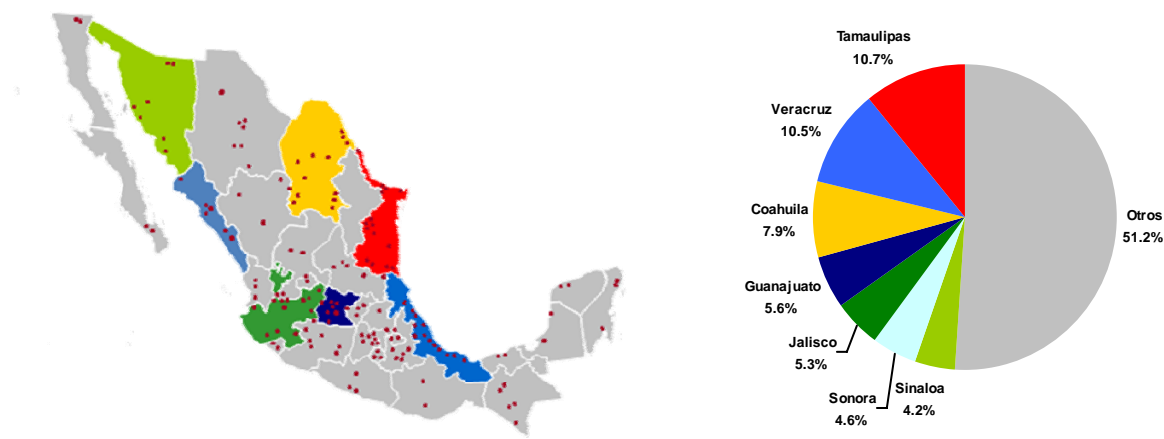 Tamaulipas
10.7%
Veracruz
10.5%
Coahuila
7.9%
Otros
51.2%
Guanajuato
5.6%
Jalisco
5.3%
Sonora
4.6%
Sinaloa
4.2%